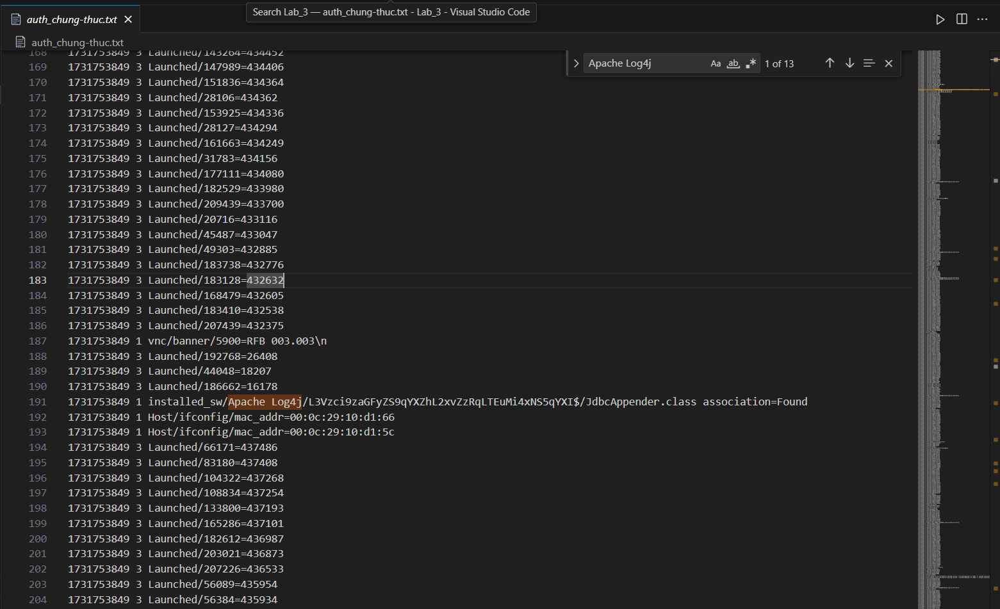 Search Lab_3 — auth_chung-thuc.txt - Lab_3 - Visual Studio Code
auth_chung-thuc.txt
auth_chung-thuc.txt
Apache Log4j Aa ab .* 1 of 13
168 1731753849 3 Launched/143264=434452
169 1731753849 3 Launched/147989=434406
170 1731753849 3 Launched/151836=434364
171 1731753849 3 Launched/28106=434362
172 1731753849 3 Launched/153925=434336
173 1731753849 3 Launched/28127=434294
174 1731753849 3 Launched/161663=434249
175 1731753849 3 Launched/31783=434156
176 1731753849 3 Launched/177111=434080
177 1731753849 3 Launched/182529=433980
178 1731753849 3 Launched/209439=433700
179 1731753849 3 Launched/20716=433116
180 1731753849 3 Launched/45487=433047
181 1731753849 3 Launched/49303=432885
182 1731753849 3 Launched/183738=432776
183 1731753849 3 Launched/183128=432632
184 1731753849 3 Launched/168479=432605
185 1731753849 3 Launched/183410=432538
186 1731753849 3 Launched/207439=432375
187 1731753849 1 vnc/banner/5900=RFB 003.003\n
188 1731753849 3 Launched/192768=26408
189 1731753849 3 Launched/44048=18207
190 1731753849 3 Launched/186662=16178
191 1731753849 1 installed_sw/Apache Log4j/L3Vzci9zaGFyZS9qYXZhL2xvZzRqLTEuMi4xNS5qYXI$/JdbcAppender.class association=Found
192 1731753849 1 Host/ifconfig/mac_addr=00:0c:29:10:d1:66
193 1731753849 1 Host/ifconfig/mac_addr=00:0c:29:10:d1:5c
194 1731753849 3 Launched/66171=437486
195 1731753849 3 Launched/83180=437408
196 1731753849 3 Launched/104322=437268
197 1731753849 3 Launched/108834=437254
198 1731753849 3 Launched/133800=437193
199 1731753849 3 Launched/165286=437101
200 1731753849 3 Launched/182612=436987
201 1731753849 3 Launched/203021=436873
202 1731753849 3 Launched/207226=436533
203 1731753849 3 Launched/56089=435954
204 1731753849 3 Launched/56384=435934